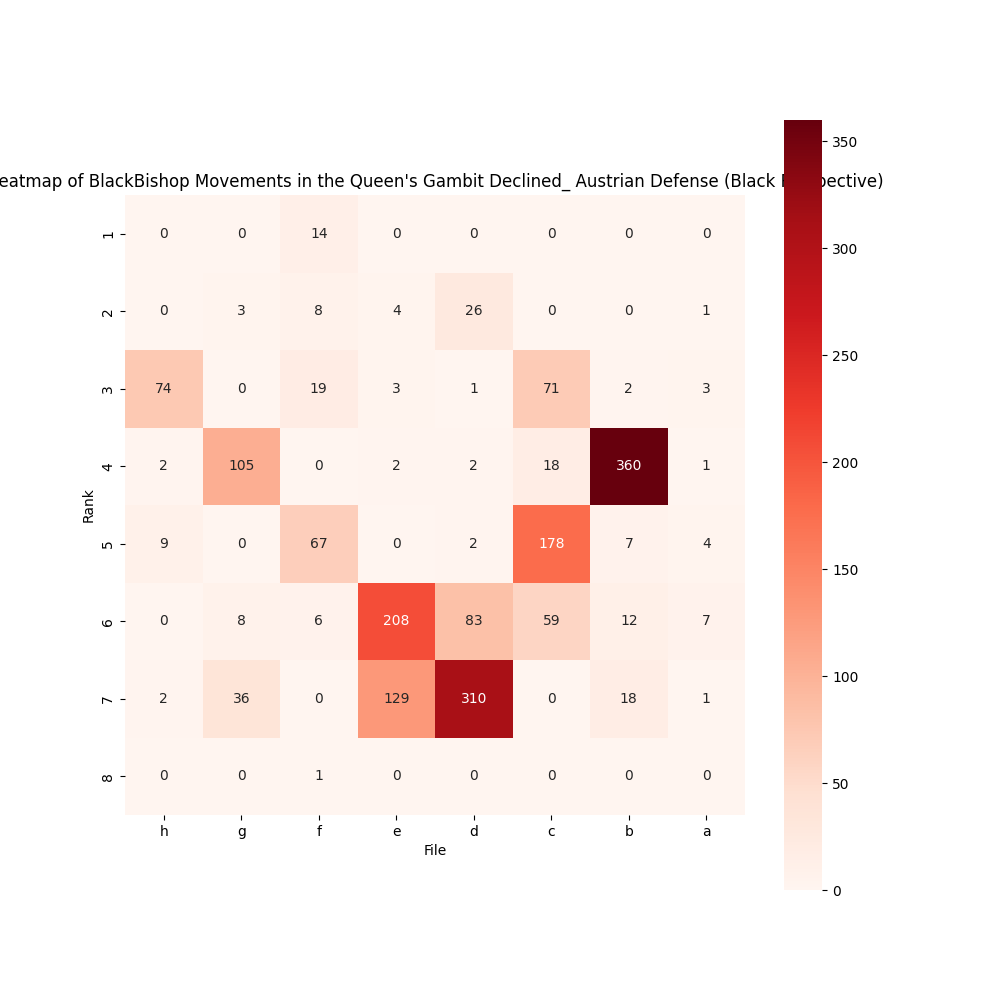 eatmap of BlackBishop Movements in the Queen's Gambit Declined_ Austrian Defense (Black pective)
350
300
250
200
150
100
50
0
Rank
1 0 0 14 0 0 0 0 0
2 0 3 8 4 26 0 0 1
3 74 0 19 3 1 71 2 3
4 2 105 0 2 2 18 360 1
5 9 0 67 0 2 178 7 4
6 0 8 6 208 83 59 12 7
7 2 36 0 129 310 0 18 1
8 0 0 1 0 0 0 0 0
h g f e d c b a
File